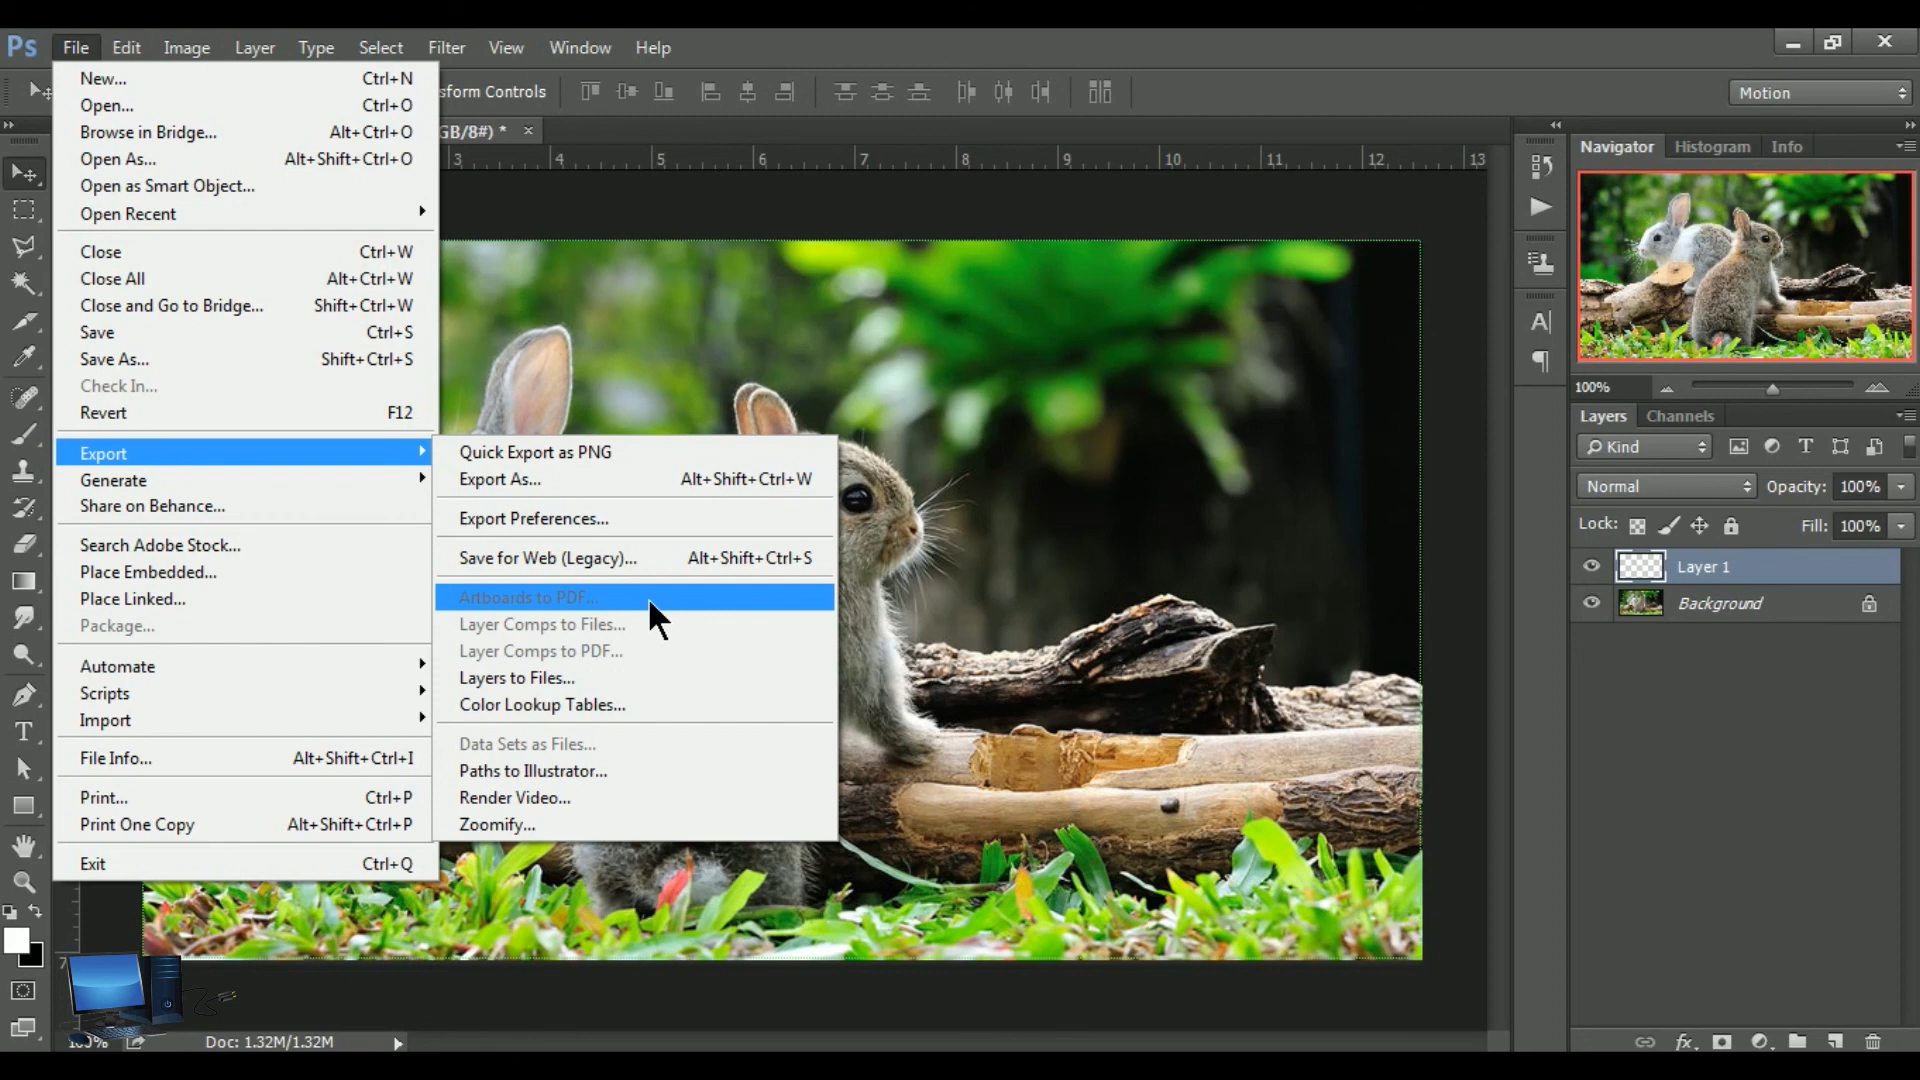 Ps File Edit Image Layer Type Select Filter View Window Help
sform Controls
Motion
GB/8#) *
3 4 5 6 7 8 9 10 11 12 13
New... Ctrl+N
Open... Ctrl+O
Browse in Bridge... Alt+Ctrl+O
Open As... Alt+Shift+Ctrl+O
Open as Smart Object...
Open Recent
Close Ctrl+W
Close All Alt+Ctrl+W
Close and Go to Bridge... Shift+Ctrl+W
Save Ctrl+S
Save As... Shift+Ctrl+S
Check In...
Revert F12
Export
Generate
Share on Behance...
Search Adobe Stock...
Place Embedded...
Place Linked...
Package...
Automate
Scripts
Import
File Info... Alt+Shift+Ctrl+I
Print... Ctrl+P
Print One Copy Alt+Shift+Ctrl+P
Exit Ctrl+Q
Quick Export as PNG
Export As... Alt+Shift+Ctrl+W
Export Preferences...
Save for Web (Legacy)... Alt+Shift+Ctrl+S
Artboards to PDF...
Layer Comps to Files...
Layer Comps to PDF...
Layers to Files...
Color Lookup Tables...
Data Sets as Files...
Paths to Illustrator...
Render Video...
Zoomify...
Navigator Histogram Info
100%
Layers Channels
Kind
Normal Opacity: 100%
Lock: Fill: 100%
Layer 1
Background
7
100% Doc: 1.32M/1.32M
fx